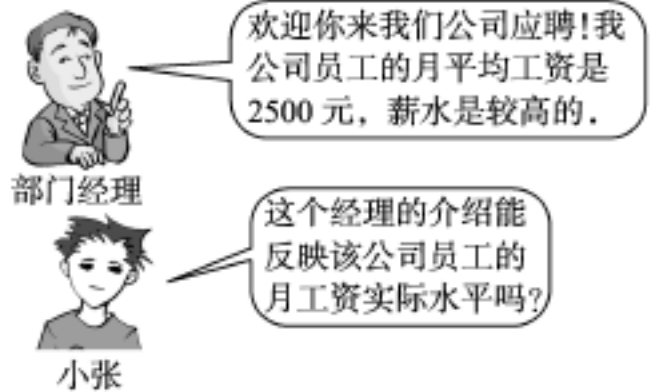 欢迎你来我们公司应聘!我
公司员工的月平均工资是
2500 元，薪水是较高的.
部门经理
这个经理的介绍能
反映该公司员工的
月工资实际水平吗?
小张